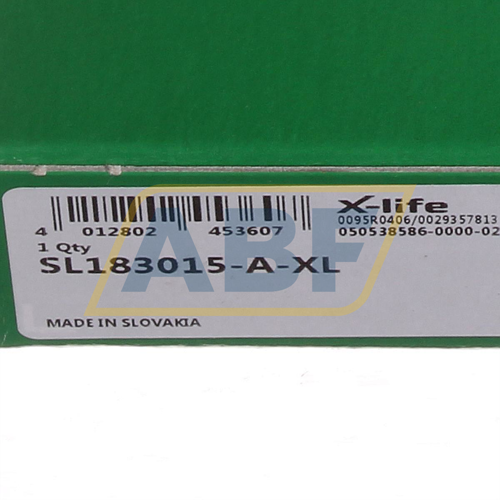 X-life
0095R0406/0029357813
050538586-0000-02
4 012802 453607
1 Qty
SL183015-A-XL
MADE IN SLOVAKIA
ABF